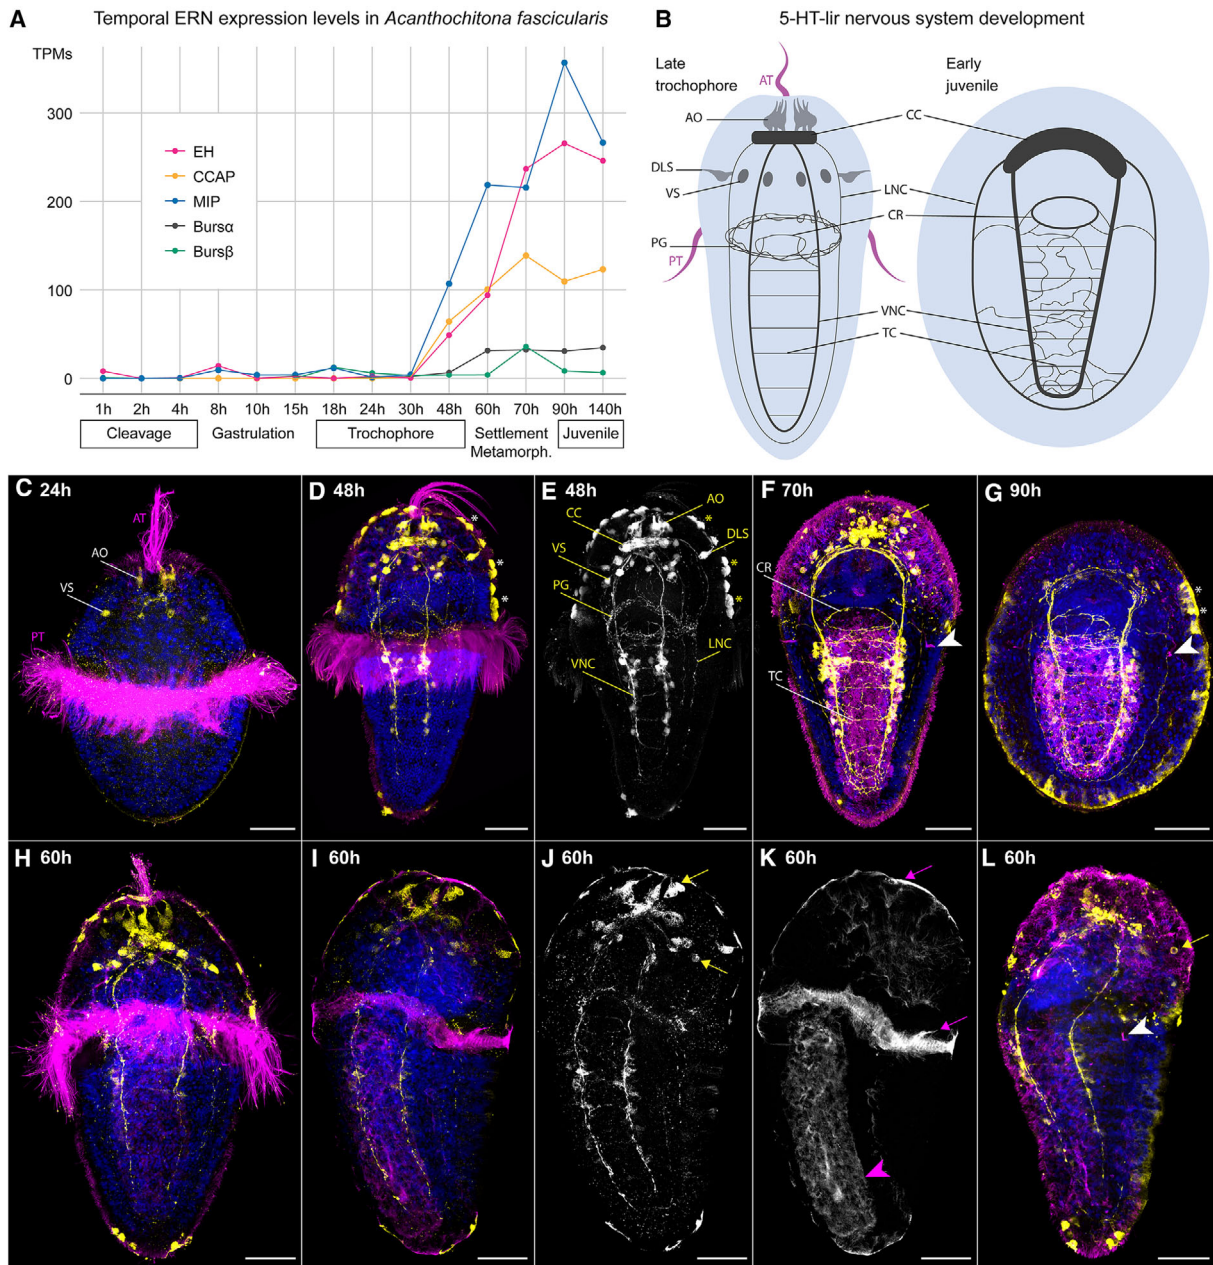 A Temporal ERN expression levels in Acanthochitona fascicularis
TPMs
300
200
100
0
EH
CCAP
MIP
Bursα
Bursβ
1h 2h 4h 8h 10h 15h 18h 24h 30h 48h 60h 70h 90h 140h
Cleavage Gastrulation Trochophore Settlement Metamorph. Juvenile
B 5-HT-lir nervous system development
Late trochophore
Early juvenile
AT
AO
CC
DLS
VS
LNC
CR
PG
PT
VNC
TC
C 24h
AT
AO
VS
PT
D 48h
*
*
*
E 48h
AO
CC
*
DLS
VS
*
PG
*
LNC
VNC
F 70h
CR
TC
G 90h
*
*
H 60h
I 60h
J 60h
K 60h
L 60h